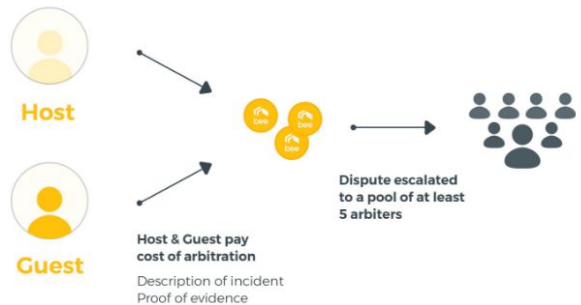 Host
Guest
bee
bee
bee
Host & Guest pay
cost of arbitration
Description of incident
Proof of evidence
Dispute escalated
to a pool of at least
5 arbiters